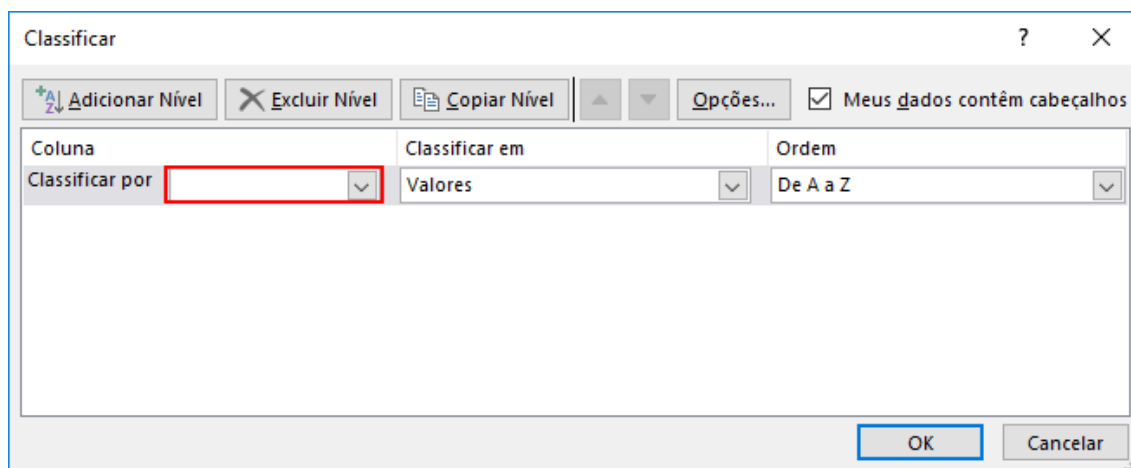 Classificar ?
Adicionar Nível Excluir Nível Copiar Nível Opções... Meus dados contêm cabeçalhos
Coluna Classificar em Ordem
Classificar por Valores De A a Z
OK Cancelar